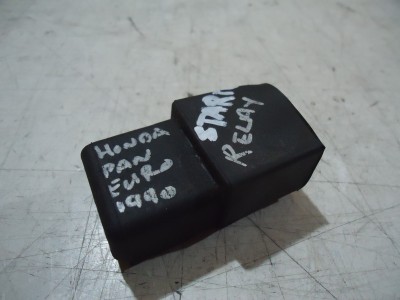 HONDA
PAN
EURO
1990
START
RELAY